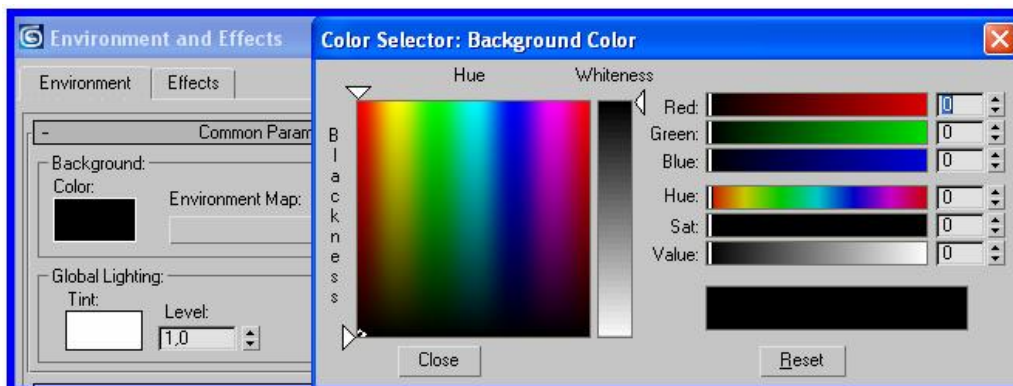 Environment and Effects
Environment
Effects
- Common Param
Background:
Color:
Environment Map:
Global Lighting:
Tint:
Level:
1,0
Color Selector: Background Color
Hue
Whiteness
Blackness
Red: 0
Green: 0
Blue: 0
Hue: 0
Sat: 0
Value: 0
Close
Reset